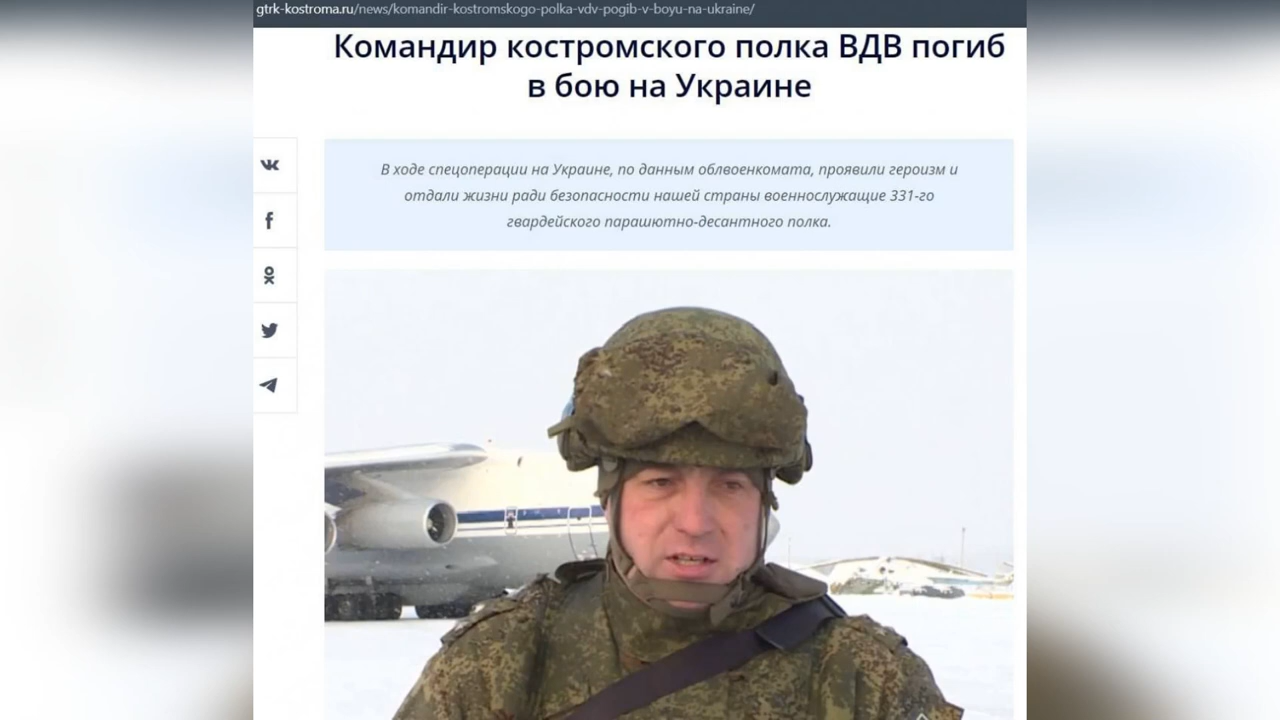 gtrk-kostroma.ru/news/komandir-kostromskogo-polka-vdv-pogib-v-boyu-na-ukraine/
Командир костромского полка ВДВ погиб
в бою на Украине
В ходе спецоперации на Украине, по данным облвоенкомата, проявили героизм и
отдали жизни ради безопасности нашей страны военнослужащие 331-го
гвардейского парашютно-десантного полка.